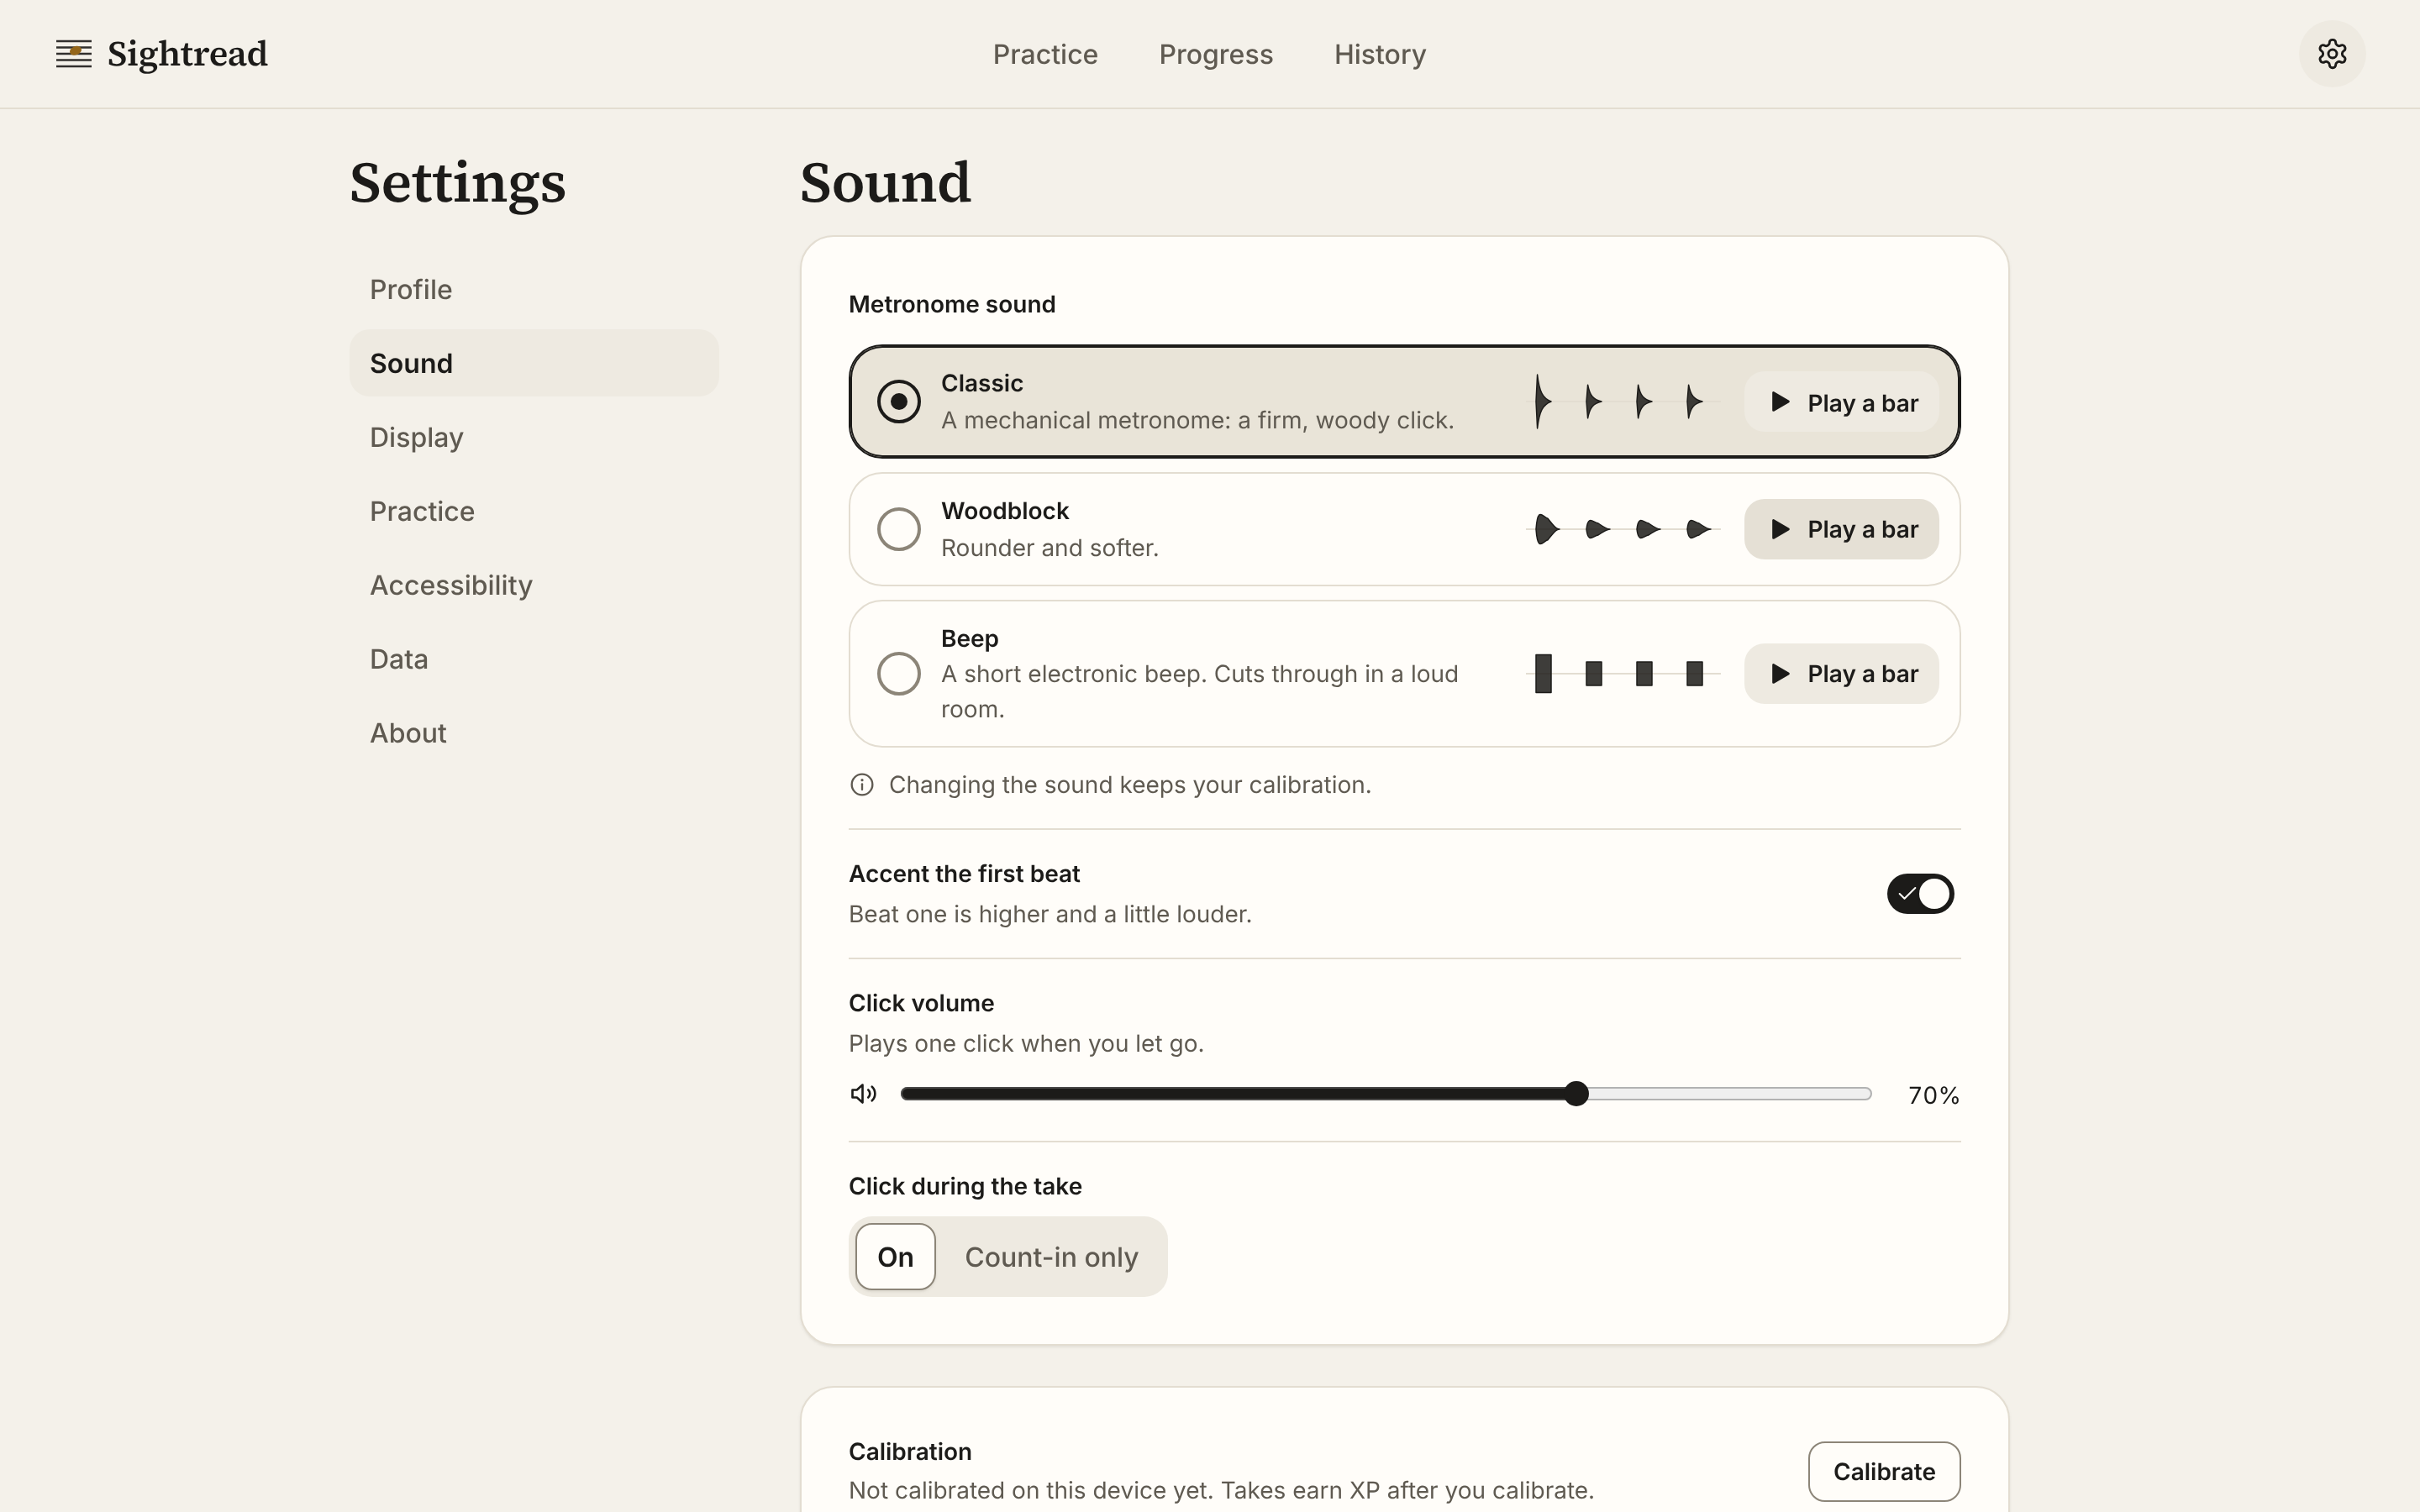 Sightread
Practice
Progress
History
Settings
Profile
Sound
Display
Practice
Accessibility
Data
About
Sound
Metronome sound
Classic
A mechanical metronome: a firm, woody click.
Play a bar
Woodblock
Rounder and softer.
Play a bar
Beep
A short electronic beep. Cuts through in a loud
room.
Play a bar
Changing the sound keeps your calibration.
Accent the first beat
Beat one is higher and a little louder.
Click volume
Plays one click when you let go.
70%
Click during the take
On
Count-in only
Calibration
Not calibrated on this device yet. Takes earn XP after you calibrate.
Calibrate